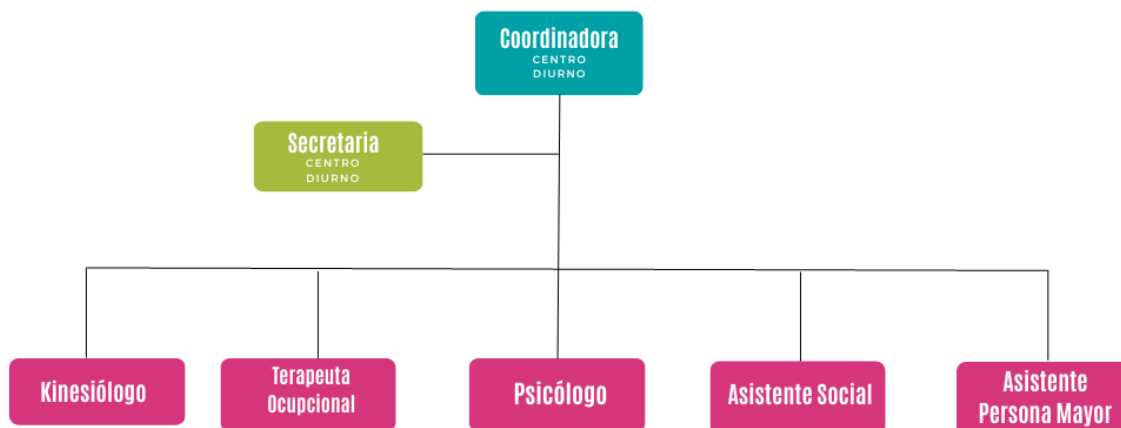 Coordinadora
CENTRO
DIURNO
Secretaria
CENTRO
DIURNO
Kinesiólogo
Terapeuta
Ocupcional
Psicólogo
Asistente Social
Asistente
Persona Mayor